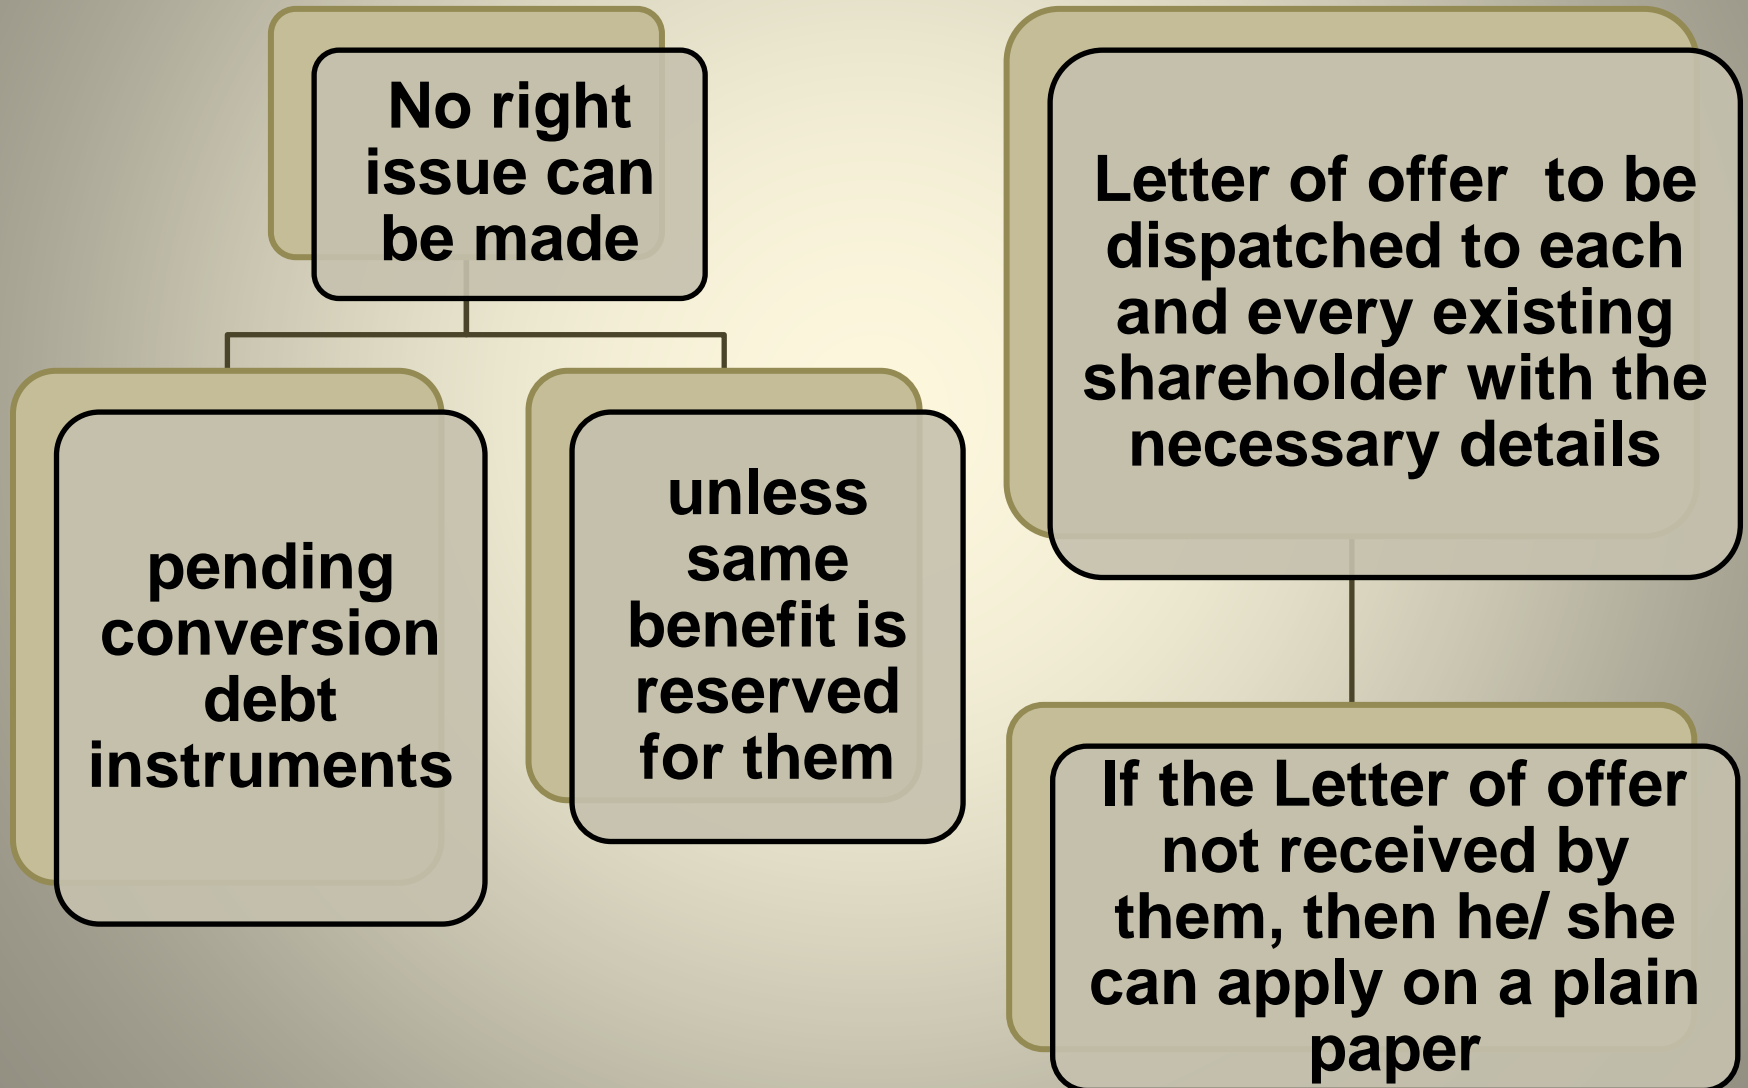 No right
issue can
be made
pending
conversion
debt
instruments
unless
same
benefit is
reserved
for them
Letter of offer  to be
dispatched to each
and every existing
shareholder with the
necessary details
If the Letter of offer
not received by
them, then he/ she
can apply on a plain
paper